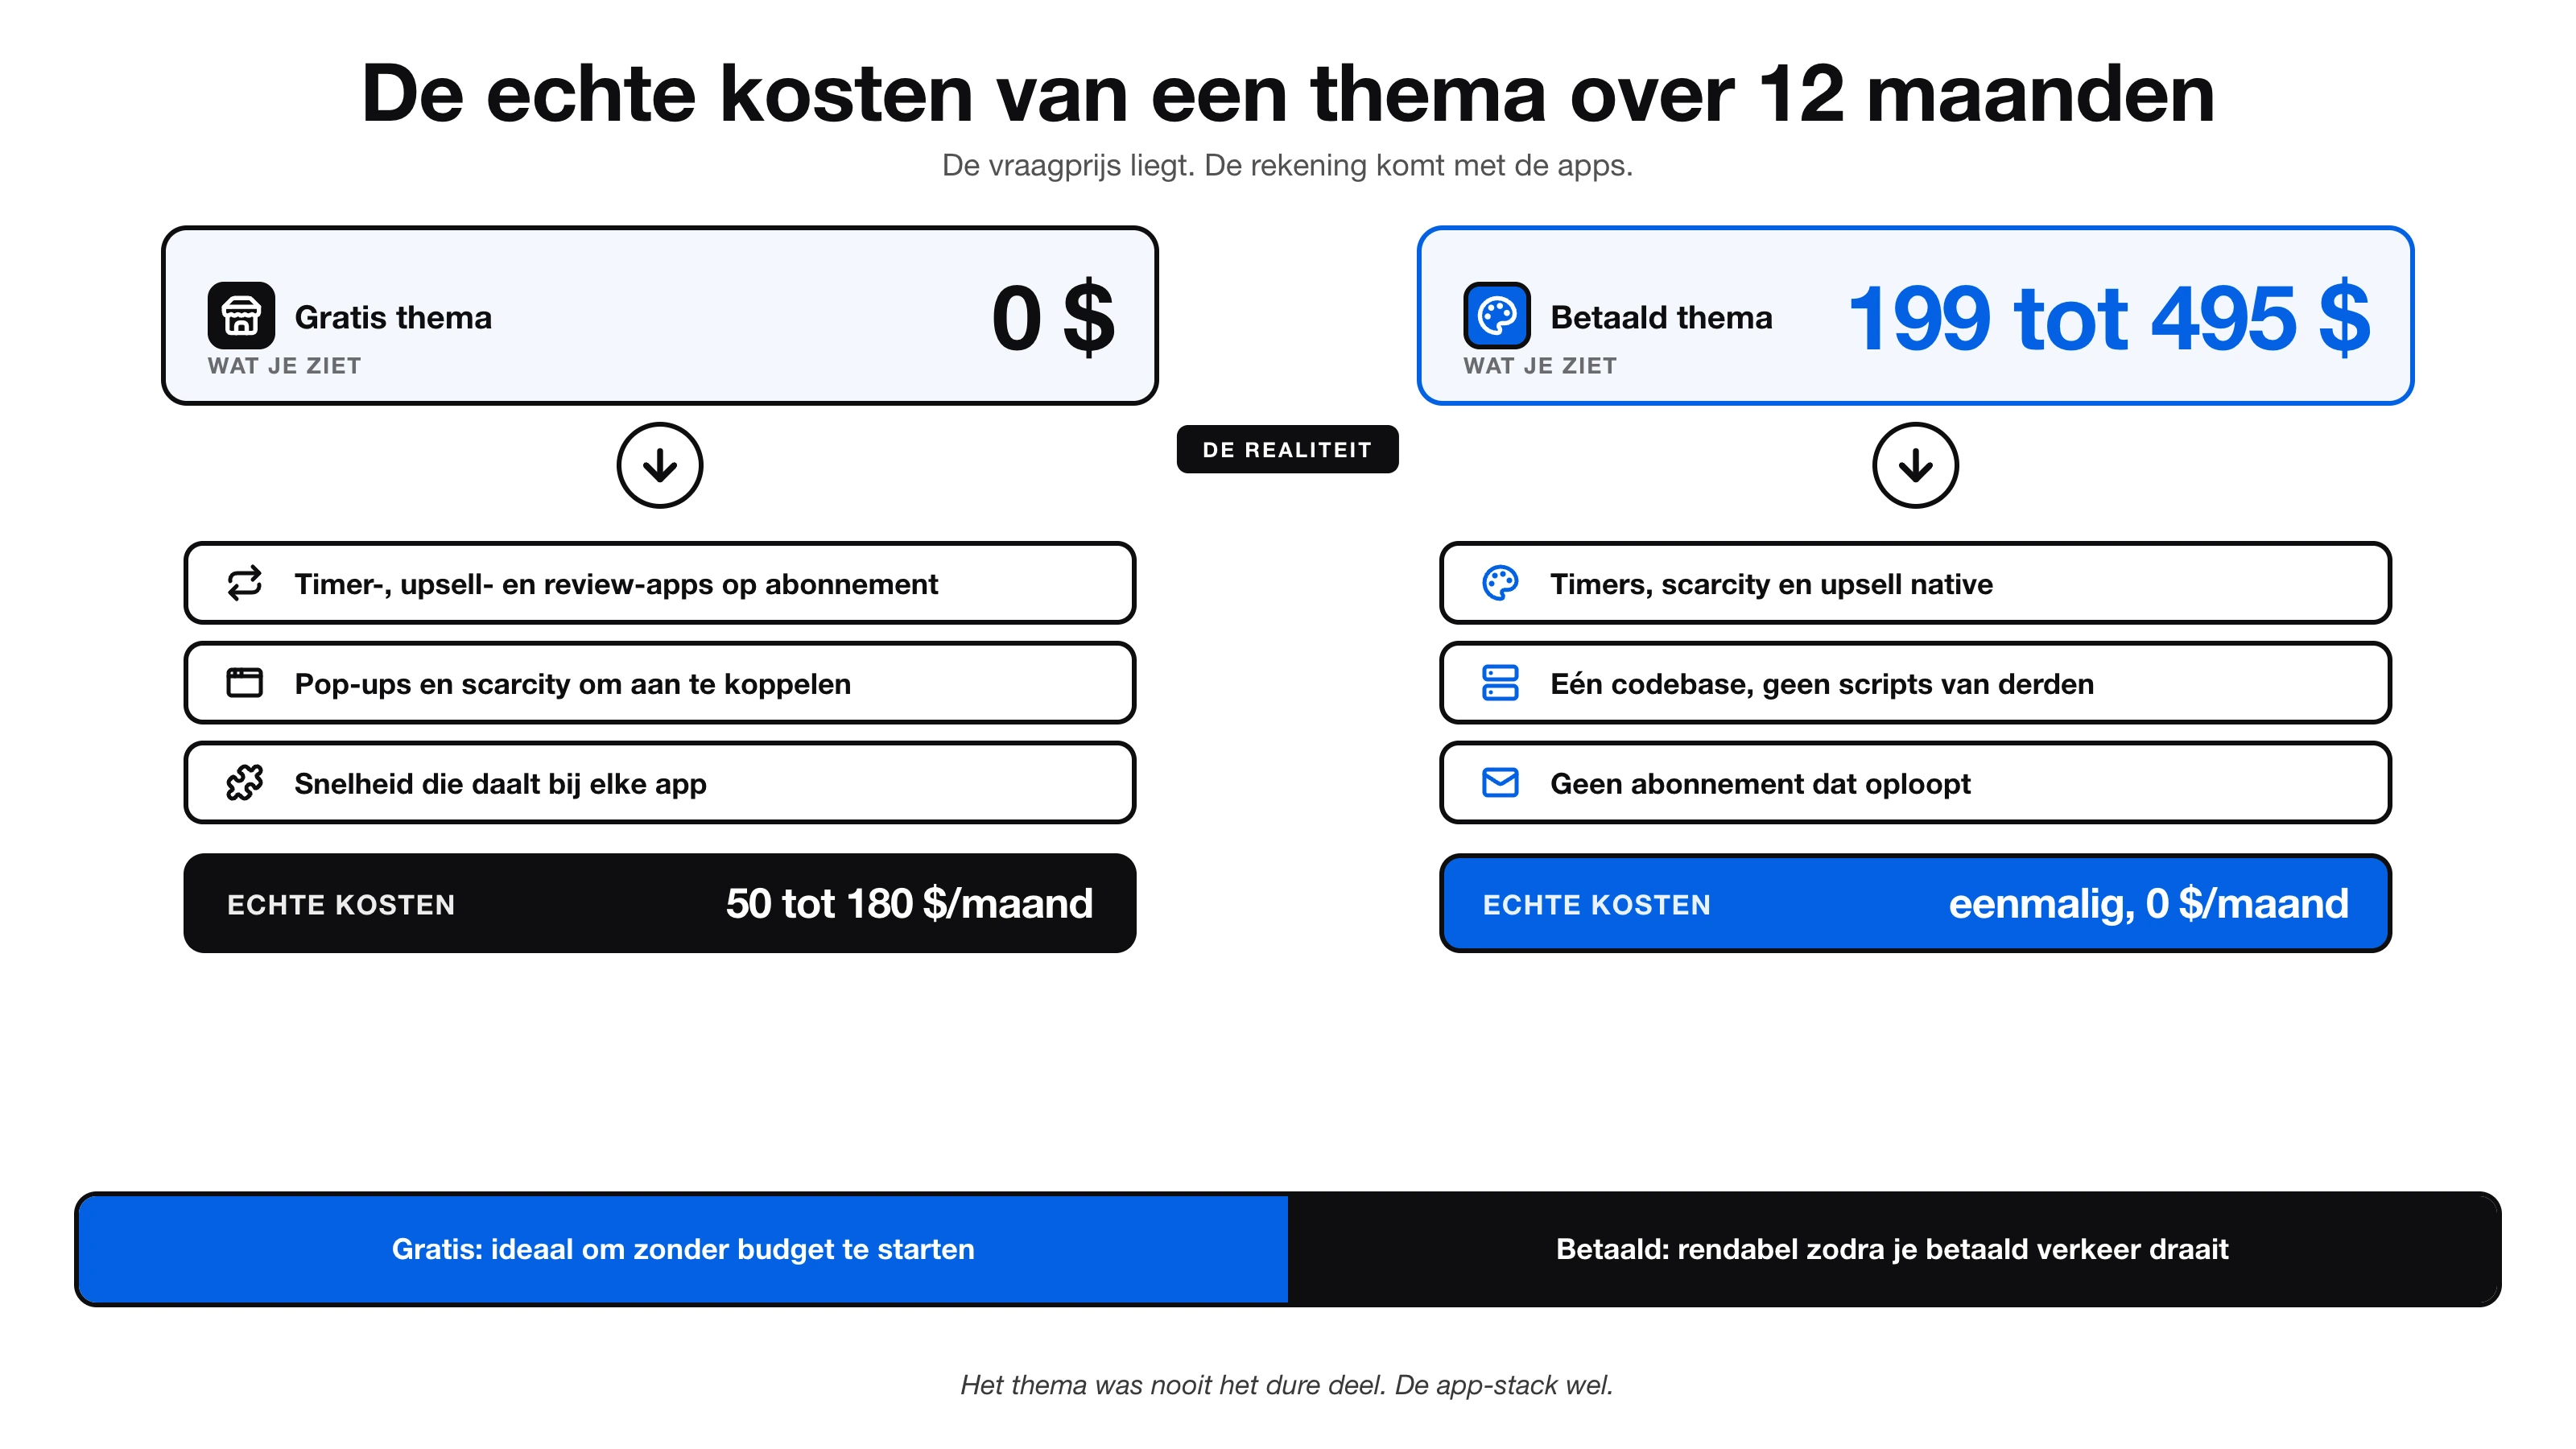 De echte kosten van een thema over 12 maanden
De vraagprijs liegt. De rekening komt met de apps.
Gratis thema
0 $
WAT JE ZIET
Betaald thema
199 tot 495 $
WAT JE ZIET
DE REALITEIT
Timer-, upsell- en review-apps op abonnement
Pop-ups en scarcity om aan te koppelen
Snelheid die daalt bij elke app
ECHTE KOSTEN
50 tot 180 $/maand
Timers, scarcity en upsell native
Eén codebase, geen scripts van derden
Geen abonnement dat oploopt
ECHTE KOSTEN
eenmalig, 0 $/maand
Gratis: ideaal om zonder budget te starten
Betaald: rendabel zodra je betaald verkeer draait
Het thema was nooit het dure deel. De app-stack wel.